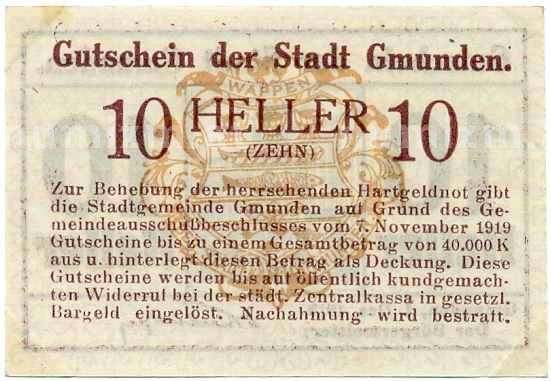 Gutschein der Stadt Gmunden.
WAPPEN
10 HELLER 10
(ZEHN)
Zur Behebung der herrschenden Hartgeldnot gibt
die Stadtgemeinde Gmunden auf Grund des Ge-
meindeausschußbeschlusses vom 7. November 1919
Gutscheine bis zu einem Gesamtbetrag von 40.000 K
aus u. hinterlegt diesen Betrag als Deckung. Diese
Gutscheine werden bis auf öffentlich kundgemach-
ten Widerruf bei der städt. Zentralkassa in gesetzl.
Bargeld eingelöst. Nachahmung wird bestraft.